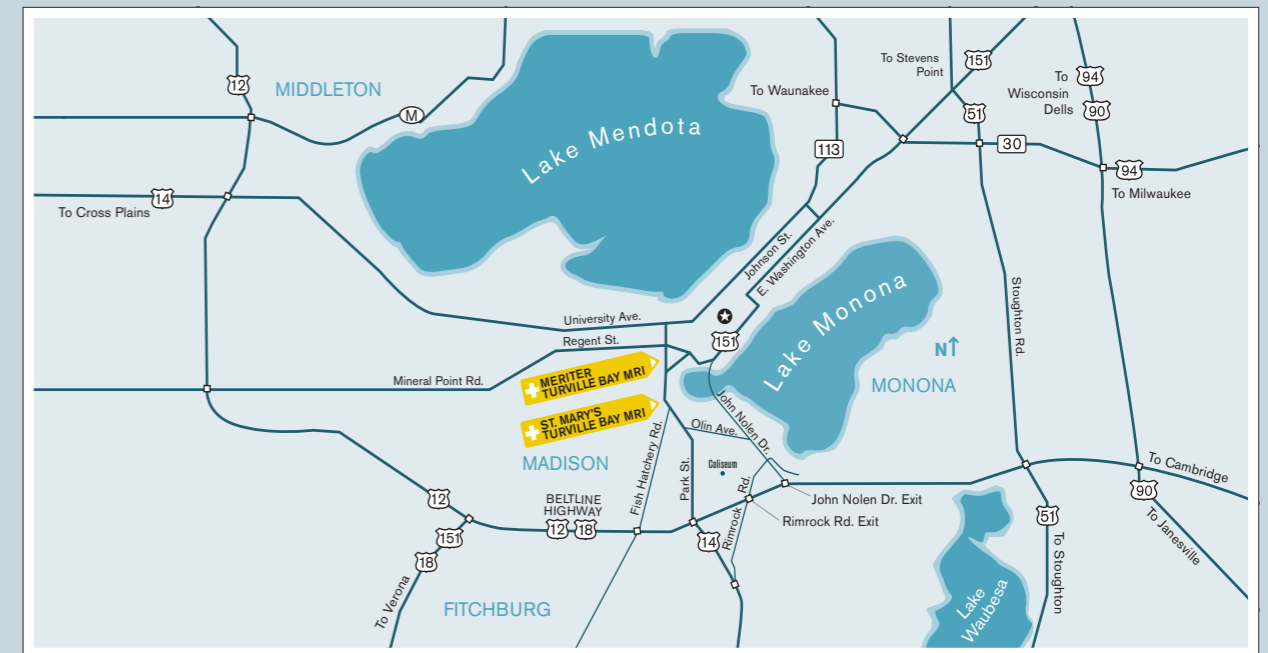 12
MIDDLETON
M
Lake Mendota
To Waunakee
113
To Stevens
Point
151
51
To
Wisconsin
Dells
94
90
30
94
To Milwaukee
14
To Cross Plains
Johnson St.
E. Washington Ave.
University Ave.
151
Regent St.
Lake Monona
N
MONONA
Stoughton Rd.
Mineral Point Rd.
MERITER
TURVILLE BAY MRI
ST. MARY'S
TURVILLE BAY MRI
MADISON
John Nolen Dr.
Olin Ave.
Coliseum
Fish Hatchery Rd.
Park St.
Rimrock Rd.
John Nolen Dr. Exit
Rimrock Rd. Exit
To Cambridge
90
To Janesville
12
BELTLINE
HIGHWAY
12
18
151
18
14
51
To Stoughton
To Verona
FITCHBURG
Lake
Waubesa